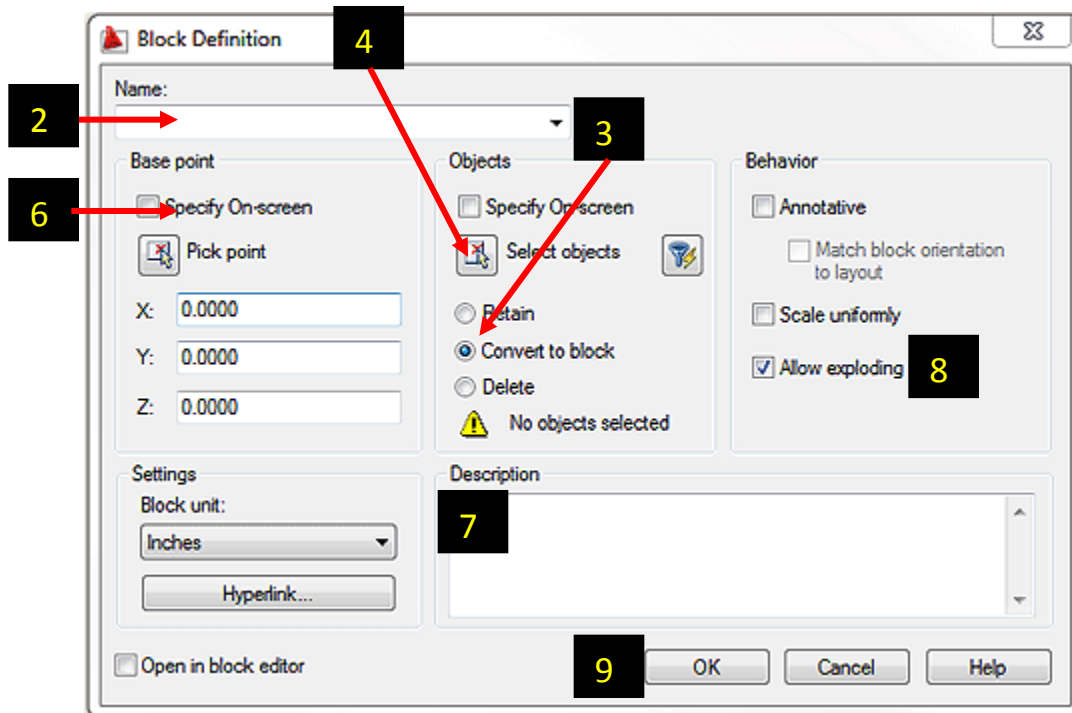 Block Definition
4
Name:
2
3
Base point
Objects
Behavior
6
Specify On-screen
Specify On-screen
Annotative
Pick point
Select objects
Match block orientation
to layout
X: 0.0000
Retain
Scale uniformly
Y: 0.0000
Convert to block
Allow exploding
8
Z: 0.0000
Delete
No objects selected
Settings
Description
Block unit:
7
Inches
Hyperlink...
Open in block editor
9
OK
Cancel
Help